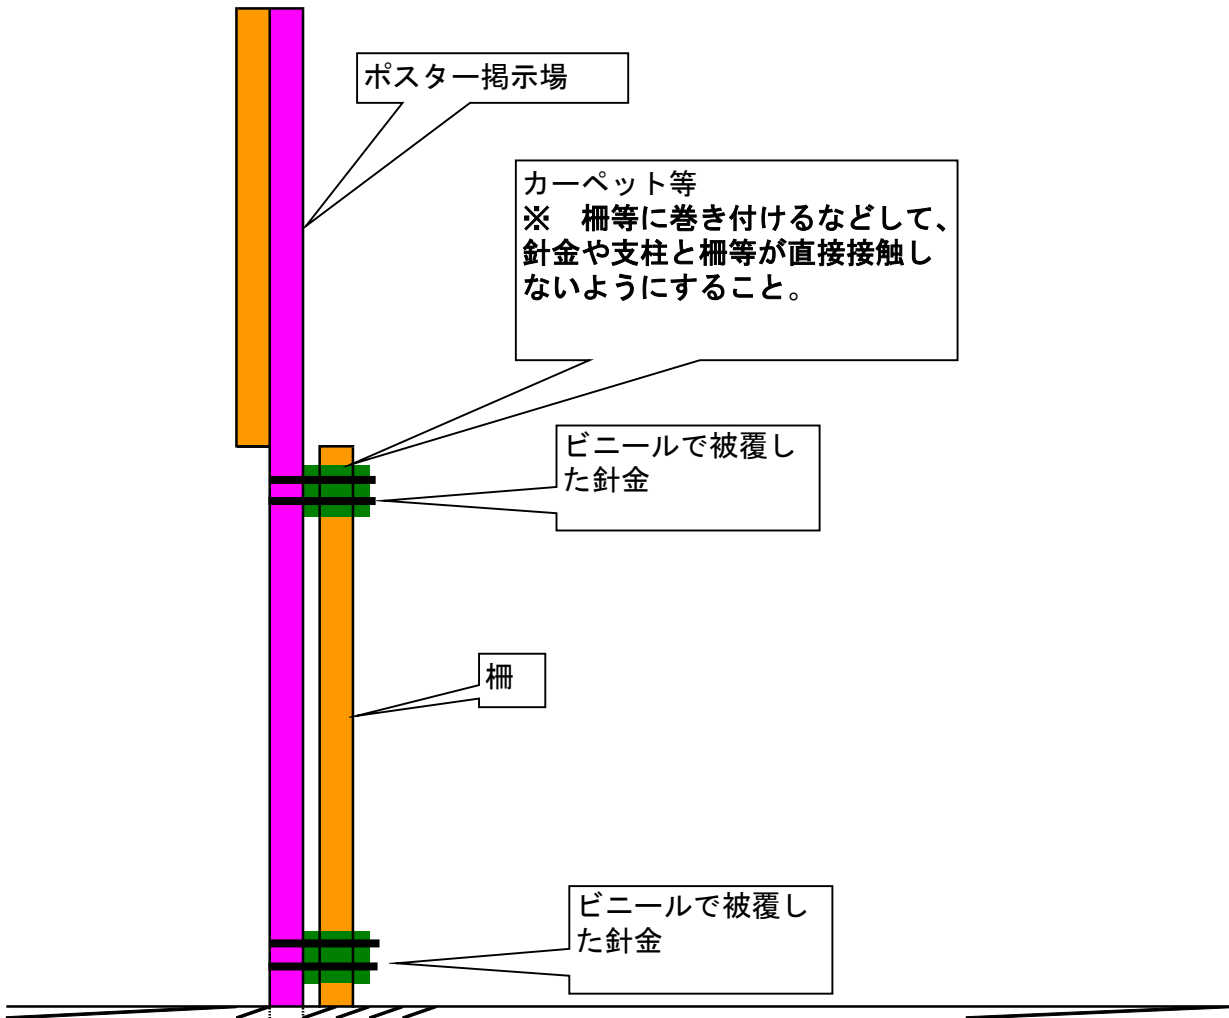 ポスター掲示場
カーペット等
※　柵等に巻き付けるなどして、
針金や支柱と柵等が直接接触し
ないようにすること。
ビニールで被覆し
た針金
柵
ビニールで被覆し
た針金